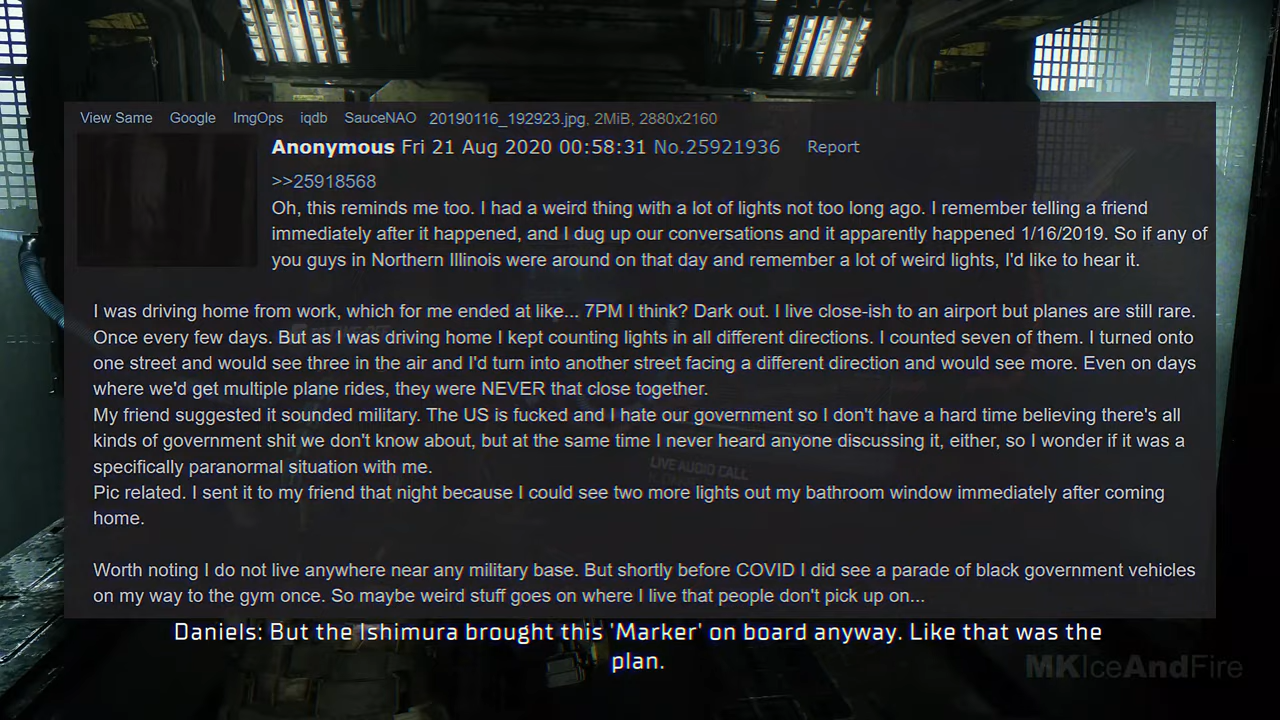 View Same Google ImgOps iqdb SauceNAO 20190116_192923.jpg, 2MiB, 2880x2160
Anonymous Fri 21 Aug 2020 00:58:31 No.25921936 Report
>>25918568
Oh, this reminds me too. I had a weird thing with a lot of lights not too long ago. I remember telling a friend
immediately after it happened, and I dug up our conversations and it apparently happened 1/16/2019. So if any of
you guys in Northern Illinois were around on that day and remember a lot of weird lights, I'd like to hear it.
I was driving home from work, which for me ended at like... 7PM I think? Dark out. I live close-ish to an airport but planes are still rare.
Once every few days. But as I was driving home I kept counting lights in all different directions. I counted seven of them. I turned onto
one street and would see three in the air and I'd turn into another street facing a different direction and would see more. Even on days
where we'd get multiple plane rides, they were NEVER that close together.
My friend suggested it sounded military. The US is fucked and I hate our government so I don't have a hard time believing there's all
kinds of government shit we don't know about, but at the same time I never heard anyone discussing it, either, so I wonder if it was a
specifically paranormal situation with me.
LIVE AUDIO CALL
Pic related. I sent it to my friend that night because I could see two more lights out my bathroom window immediately after coming
home.
Worth noting I do not live anywhere near any military base. But shortly before COVID I did see a parade of black government vehicles
on my way to the gym once. So maybe weird stuff goes on where I live that people don't pick up on...
Daniels: But the Ishimura brought this 'Marker' on board anyway. Like that was the
plan.
MKIceAndFire